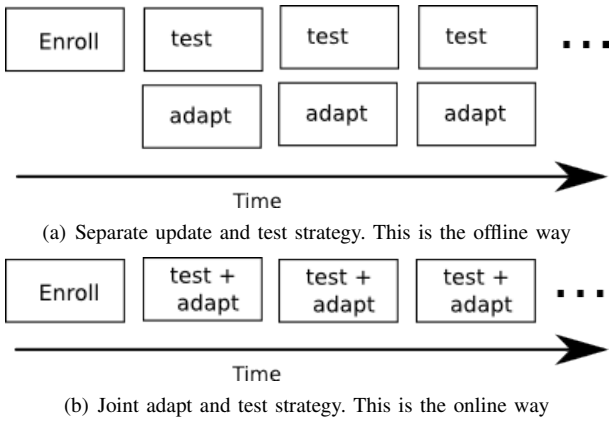 Enroll test test test ...
adapt adapt adapt
Time
(a) Separate update and test strategy. This is the offline way
Enroll test + adapt test + adapt test + adapt ...
Time
(b) Joint adapt and test strategy. This is the online way